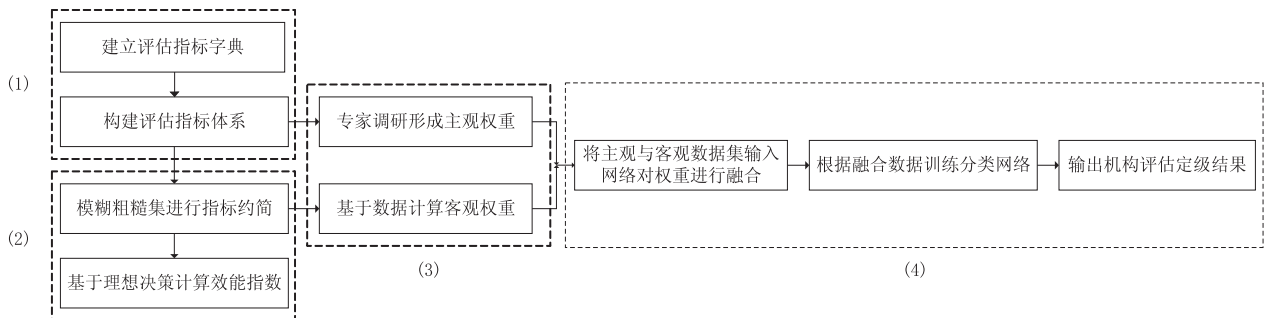 (1)
建立评估指标字典
构建评估指标体系
(2)
模糊粗糙集进行指标约简
基于理想决策计算效能指数
专家调研形成主观权重
基于数据计算客观权重
(3)
将主观与客观数据集输入
网络对权重进行融合
根据融合数据训练分类网络
输出机构评估定级结果
(4)